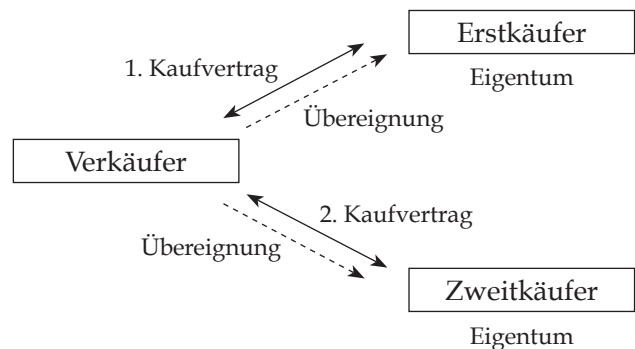 Erstkäufer
1. Kaufvertrag
Eigentum
Übereignung
Verkäufer
2. Kaufvertrag
Übereignung
Zweitkäufer
Eigentum